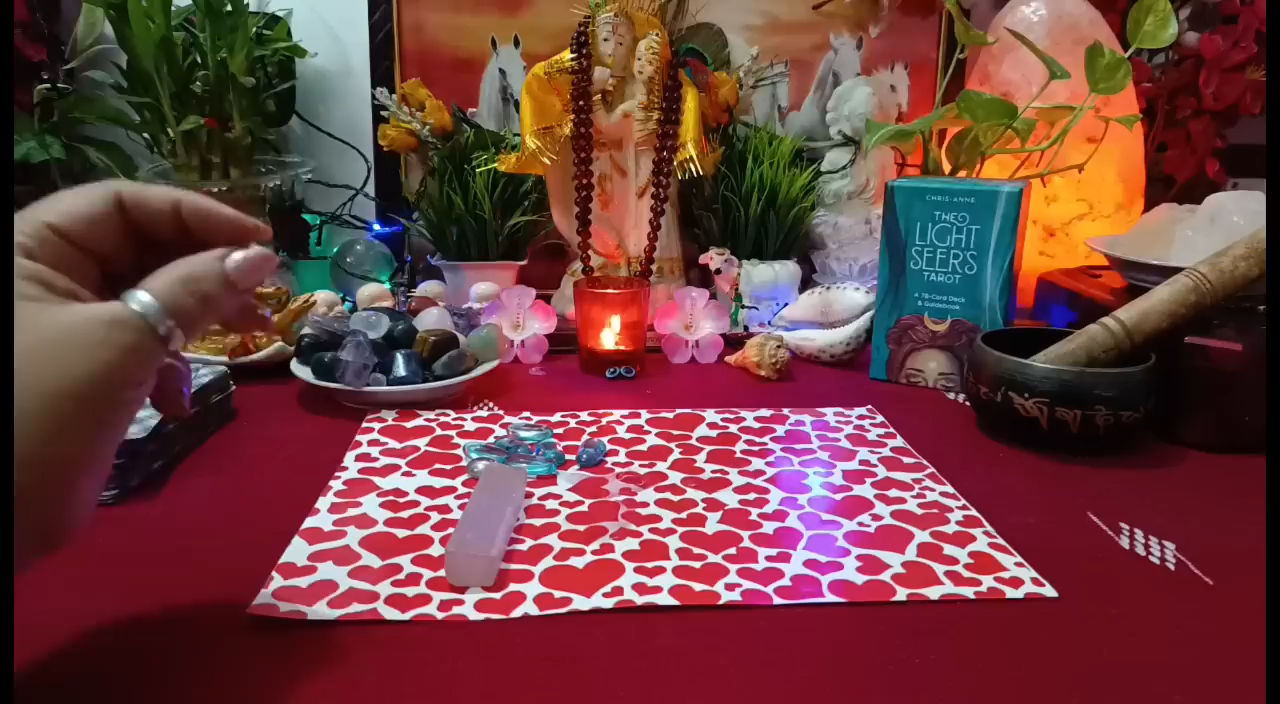 CHRIS-ANNE
THE
LIGHT
SEER'S
TAROT
A 78-Card Deck
& Guidebook